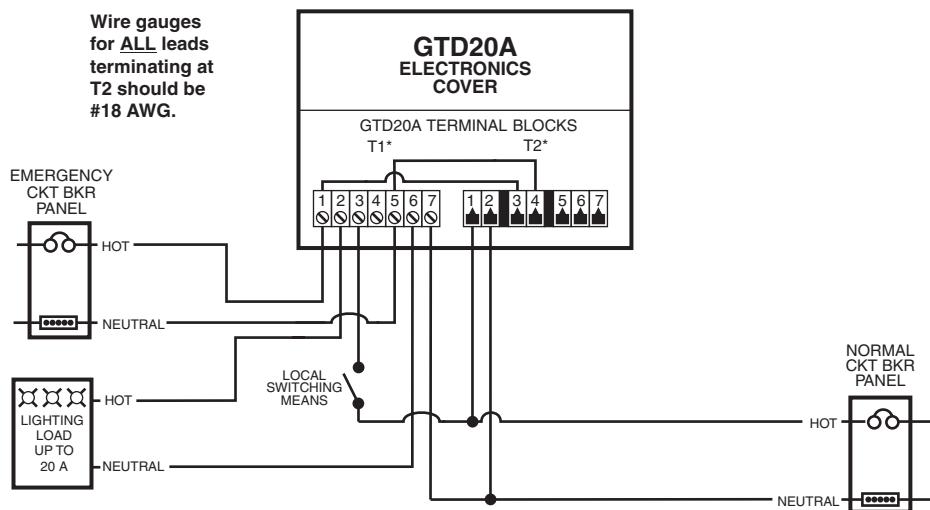 Wire gauges
for ALL leads
terminating at
T2 should be
#18 AWG.
GTD20A
ELECTRONICS
COVER
GTD20A TERMINAL BLOCKS
T1*
T2*
1 2 3 4 5 6 7
1 2 3 4 5 6 7
EMERGENCY
CKT BKR
PANEL
HOT
NEUTRAL
LOCAL
SWITCHING
MEANS
HOT
LIGHTING
LOAD
UP TO
20 A
NEUTRAL
NORMAL
CKT BKR
PANEL
HOT
NEUTRAL